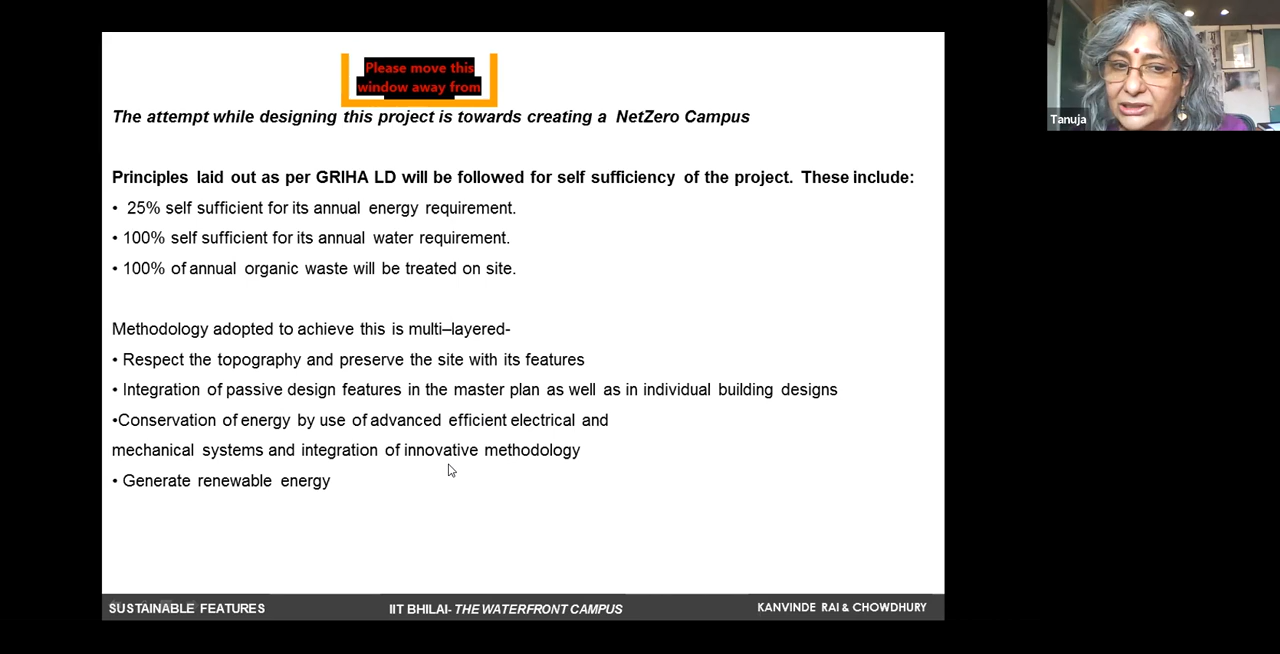 Please move this
window away from
The attempt while designing this project is towards creating a NetZero Campus
Principles laid out as per GRIHA LD will be followed for self sufficiency of the project. These include:
• 25% self sufficient for its annual energy requirement.
• 100% self sufficient for its annual water requirement.
• 100% of annual organic waste will be treated on site.
Methodology adopted to achieve this is multi–layered-
• Respect the topography and preserve the site with its features
• Integration of passive design features in the master plan as well as in individual building designs
•Conservation of energy by use of advanced efficient electrical and
mechanical systems and integration of innovative methodology
• Generate renewable energy
SUSTAINABLE FEATURES
IIT BHILAI- THE WATERFRONT CAMPUS
KANVINDE RAI & CHOWDHURY
Tanuja